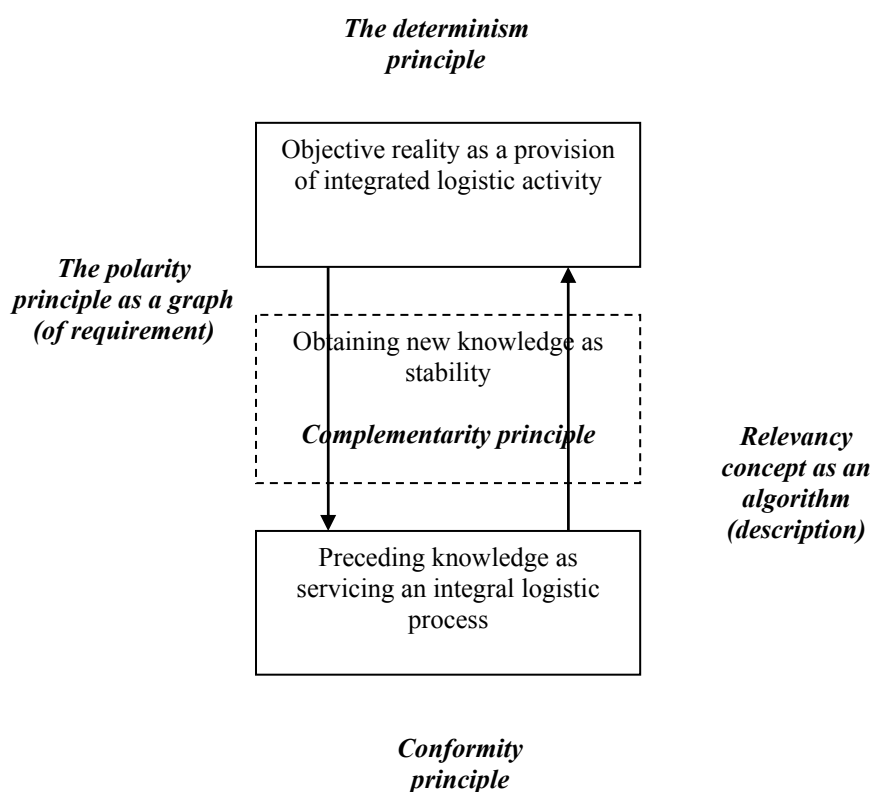 The determinism
principle
Objective reality as a provision
of integrated logistic activity
The polarity
principle as a graph
(of requirement)
Obtaining new knowledge as
stability
Complementarity principle
Relevancy
concept as an
algorithm
(description)
Preceding knowledge as
servicing an integral logistic
process
Conformity
principle